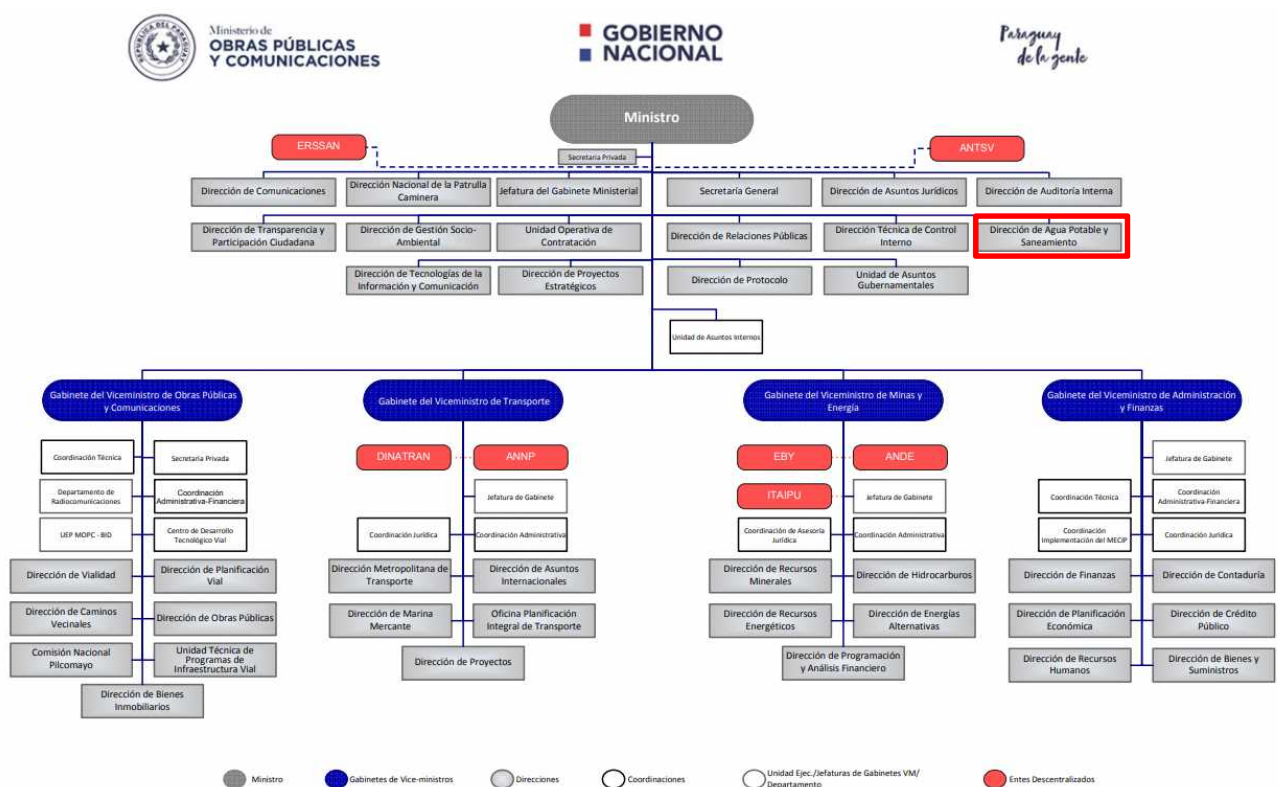 REPUBLICA DEL PARAGUAY
Ministerio de
OBRAS PÚBLICAS
Y COMUNICACIONES
GOBIERNO
NACIONAL
Paraguay
de la gente
Ministro
ERSSAN
ANTSV
Secretaria Privada
Dirección de Comunicaciones
Dirección Nacional de la Patrulla
Caminera
Jefatura del Gabinete Ministerial
Secretaría General
Dirección de Asuntos Jurídicos
Dirección de Auditoría Interna
Dirección de Transparencia y
Participación Ciudadana
Dirección de Gestión Socio-
Ambiental
Unidad Operativa de
Contratación
Dirección de Relaciones Públicas
Dirección Técnica de Control
Interno
Dirección de Agua Potable y
Saneamiento
Dirección de Tecnologías de la
Información y Comunicación
Dirección de Proyectos
Estratégicos
Dirección de Protocolo
Unidad de Asuntos
Gubernamentales
Unidad de Asuntos Internos
Gabinete del Viceministro de Obras Públicas
y Comunicaciones
Gabinete del Viceministro de Transporte
Gabinete del Viceministro de Minas y
Energía
Gabinete del Viceministro de Administración
y Finanzas
Coordinación Técnica
Secretaria Privada
Departamento de
Radiocomunicaciones
Coordinación
Administrativa-Financiera
UEP MOPC - BID
Centro de Desarrollo
Tecnológico Vial
Dirección de Vialidad
Dirección de Planificación
Vial
Dirección de Caminos
Vecinales
Dirección de Obras Públicas
Comisión Nacional
Pilcomayo
Unidad Técnica de
Programas de
Infraestructura Vial
Dirección de Bienes
Inmobiliarios
DINATRAN
ANNP
Jefatura de Gabinete
Coordinación Jurídica
Coordinación Administrativa
Dirección Metropolitana de
Transporte
Dirección de Asuntos
Internacionales
Dirección de Marina
Mercante
Oficina Planificación
Integral de Transporte
Dirección de Proyectos
EBY
ANDE
ITAIPU
Jefatura de Gabinete
Coordinación de Asesoría
Jurídica
Coordinación Administrativa
Dirección de Recursos
Minerales
Dirección de Hidrocarburos
Dirección de Recursos
Energéticos
Dirección de Energías
Alternativas
Dirección de Programación
y Análisis Financiero
Jefatura de Gabinete
Coordinación Técnica
Coordinación
Administrativa-Financiera
Coordinación
Implementación del MECIP
Coordinación Jurídica
Dirección de Finanzas
Dirección de Contaduría
Dirección de Planificación
Económica
Dirección de Crédito
Público
Dirección de Recursos
Humanos
Dirección de Bienes y
Suministros
Ministro
Gabinetes de Vice-ministros
Direcciones
Coordinaciones
Unidad Ejec./Jefaturas de Gabinetes VM/
Departamento
Entes Descentralizados